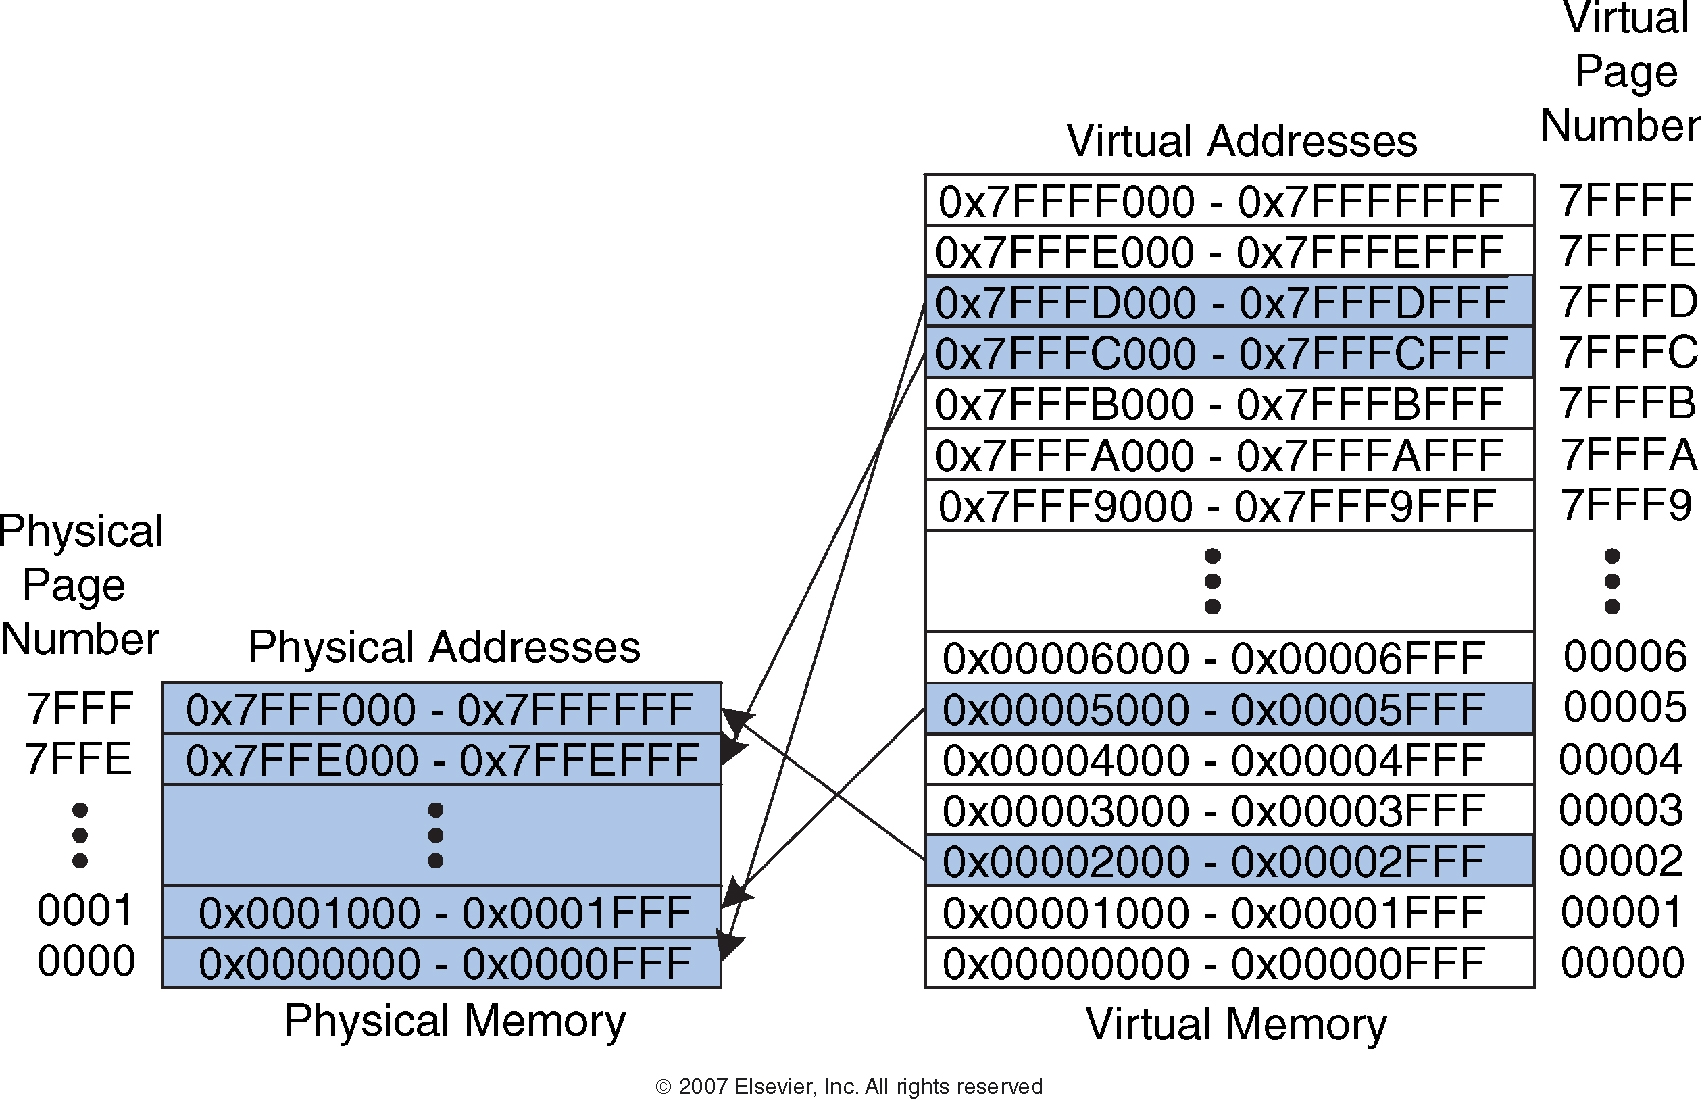 Virtual
Page
Number
Virtual Addresses
0x7FFFF000 - 0x7FFFFFFF 7FFFF
0x7FFFE000 - 0x7FFFEFFF 7FFFE
0x7FFFD000 - 0x7FFFDFFF 7FFFD
0x7FFFC000 - 0x7FFFCFFF 7FFFC
0x7FFFB000 - 0x7FFFBFFF 7FFFB
0x7FFFA000 - 0x7FFFAFFF 7FFFA
0x7FFF9000 - 0x7FFF9FFF 7FFF9
0x00006000 - 0x00006FFF 00006
0x00005000 - 0x00005FFF 00005
0x00004000 - 0x00004FFF 00004
0x00003000 - 0x00003FFF 00003
0x00002000 - 0x00002FFF 00002
0x00001000 - 0x00001FFF 00001
0x00000000 - 0x00000FFF 00000
Virtual Memory
Physical
Page
Number
Physical Addresses
7FFF 0x7FFF000 - 0x7FFFFFF
7FFE 0x7FFE000 - 0x7FFEFFF
0001 0x0001000 - 0x0001FFF
0000 0x0000000 - 0x0000FFF
Physical Memory
© 2007 Elsevier, Inc. All rights reserved